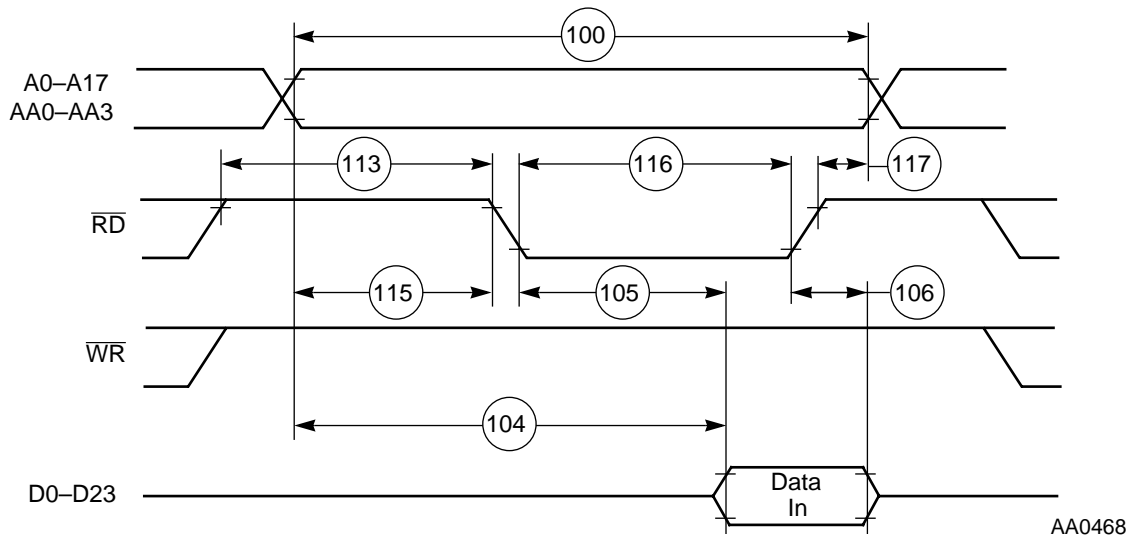 100
A0–A17
AA0–AA3
113
116
117
RD
115
105
106
WR
104
D0–D23
Data
In
AA0468